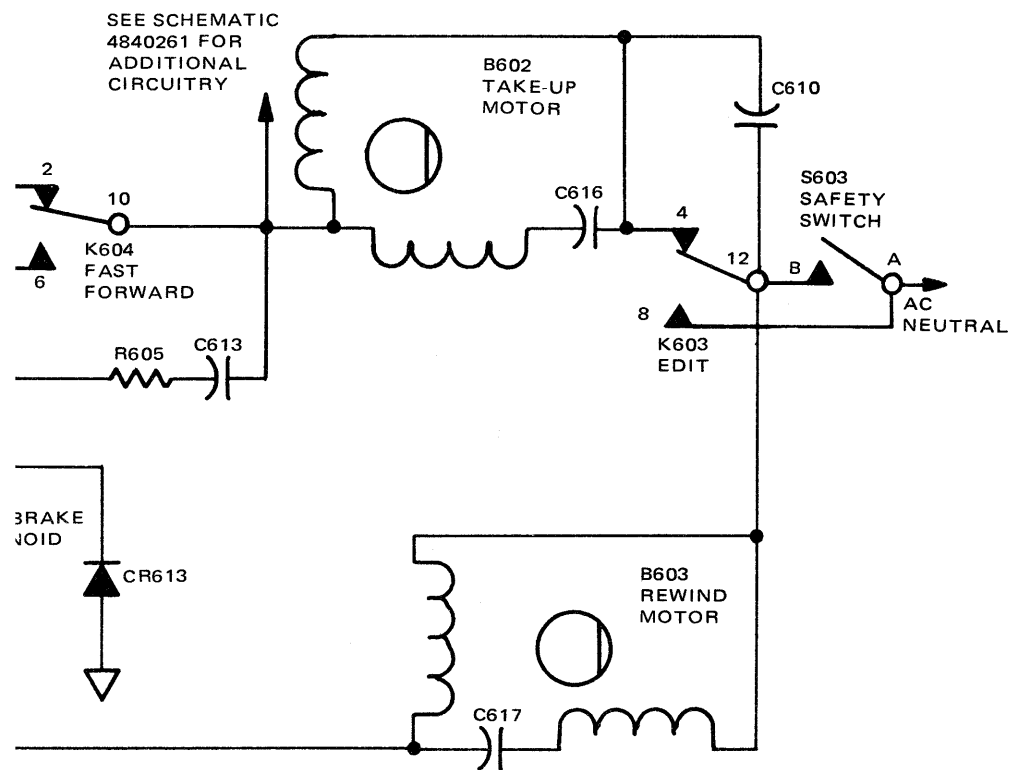 SEE SCHEMATIC
4840261 FOR
ADDITIONAL
CIRCUITRY
B602
TAKE-UP
MOTOR
C610
2
10
C616
4
S603
SAFETY
SWITCH
6
K604
FAST
FORWARD
12
B
A
8
K603
EDIT
AC
NEUTRAL
R605
C613
BRAKE
NOID
CR613
B603
REWIND
MOTOR
C617